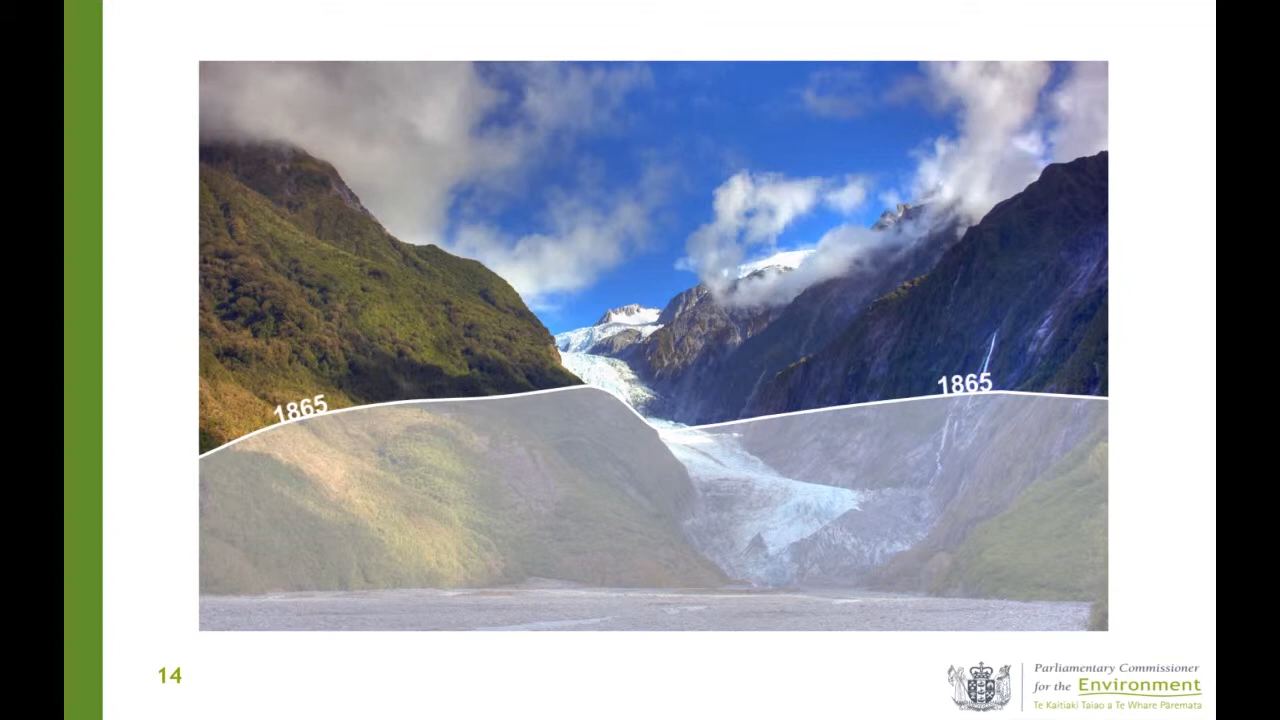 1865
1865
14
Parliamentary Commissioner
for the Environment
Te Kaitiaki Taiao a Te Whare Pāremata